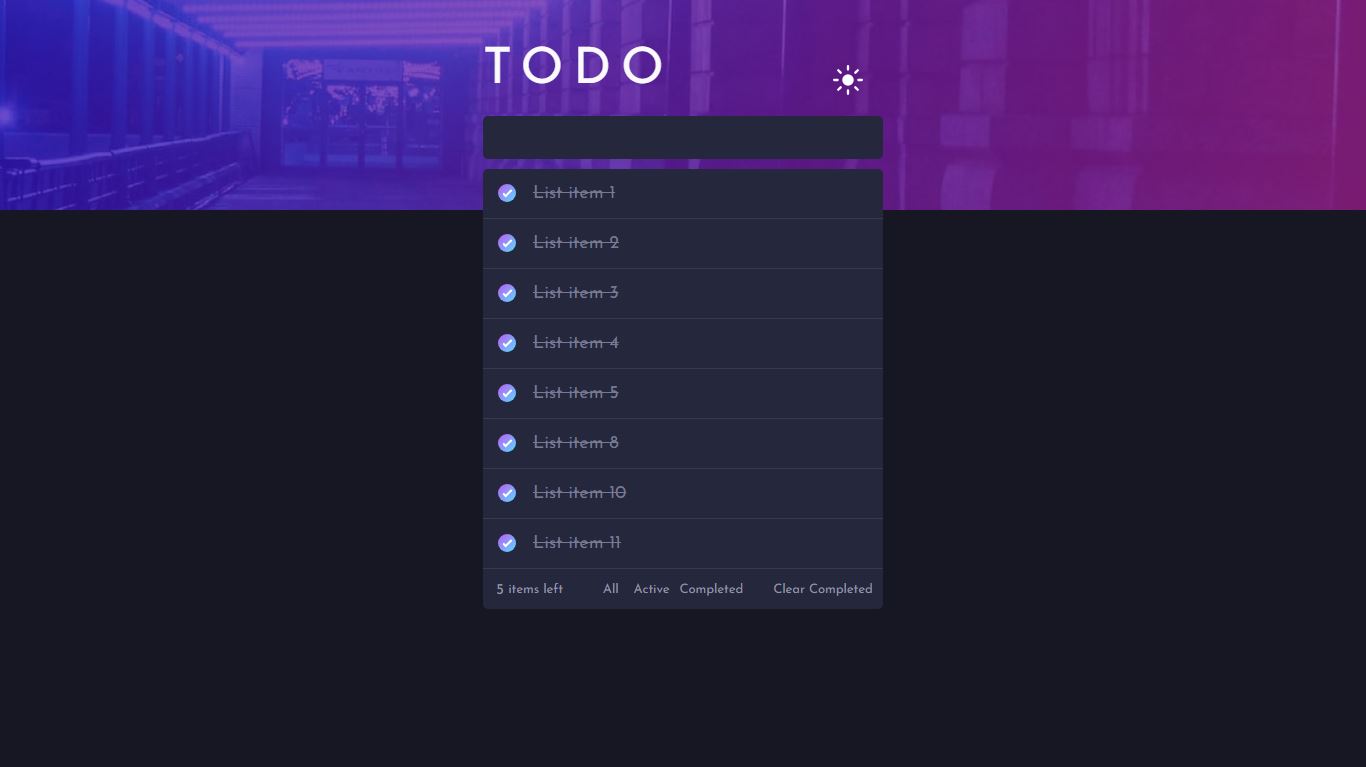 TODO
List item 1
List item 2
List item 3
List item 4
List item 5
List item 8
List item 10
List item 11
5 items left All Active Completed Clear Completed